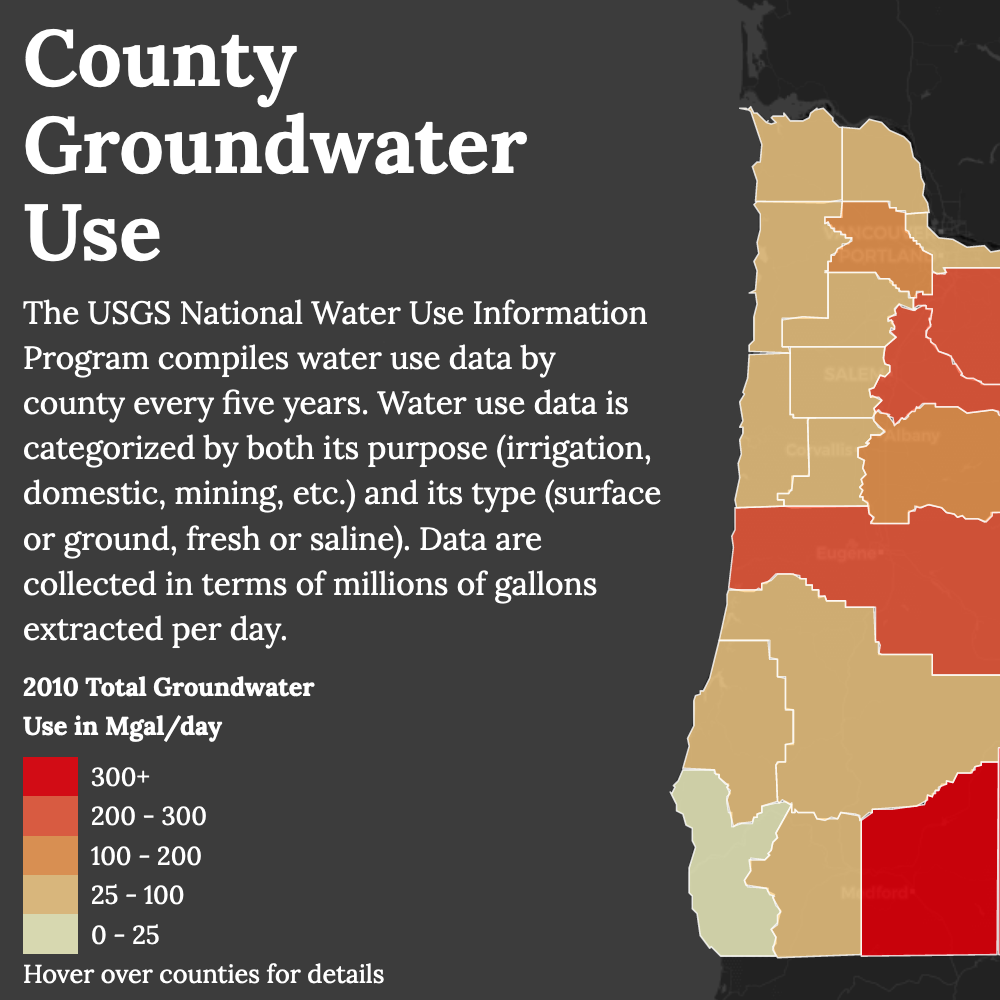 County
Groundwater
Use
The USGS National Water Use Information
Program compiles water use data by
county every five years. Water use data is
categorized by both its purpose (irrigation,
domestic, mining, etc.) and its type (surface
or ground, fresh or saline). Data are
collected in terms of millions of gallons
extracted per day.
2010 Total Groundwater
Use in Mgal/day
300+
200 - 300
100 - 200
25 - 100
0 - 25
Hover over counties for details
VANCOUVER
PORTLAND
SALEM
Albany
Corvallis
Eugene
Medford